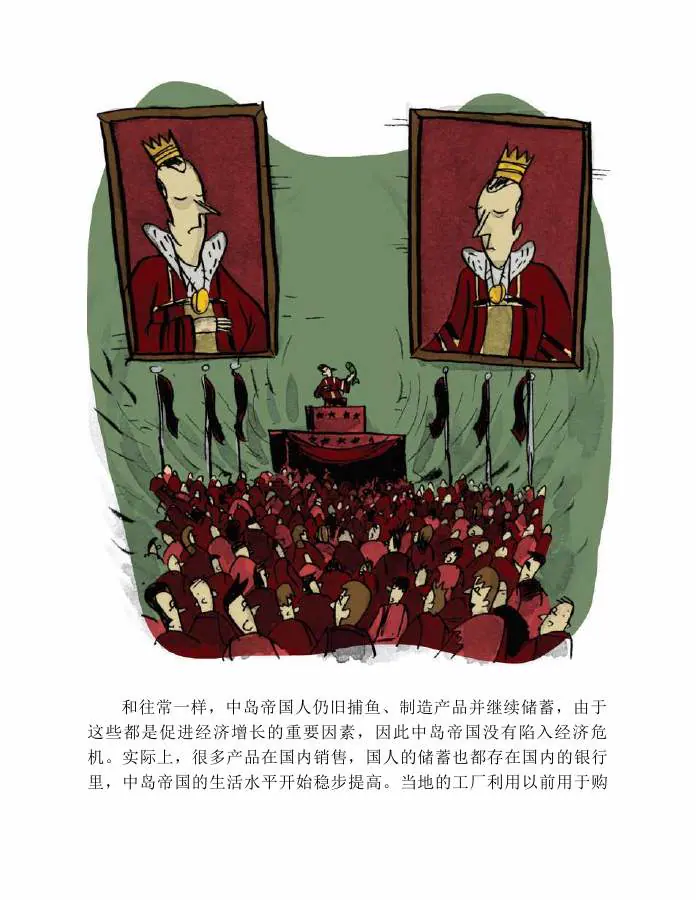 和往常一样，中岛帝国人仍旧捕鱼、制造产品并继续储蓄，由于
这些都是促进经济增长的重要因素，因此中岛帝国没有陷入经济危
机。实际上，很多产品在国内销售，国人的储蓄也都存在国内的银行
里，中岛帝国的生活水平开始稳步提高。当地的工厂利用以前用于购